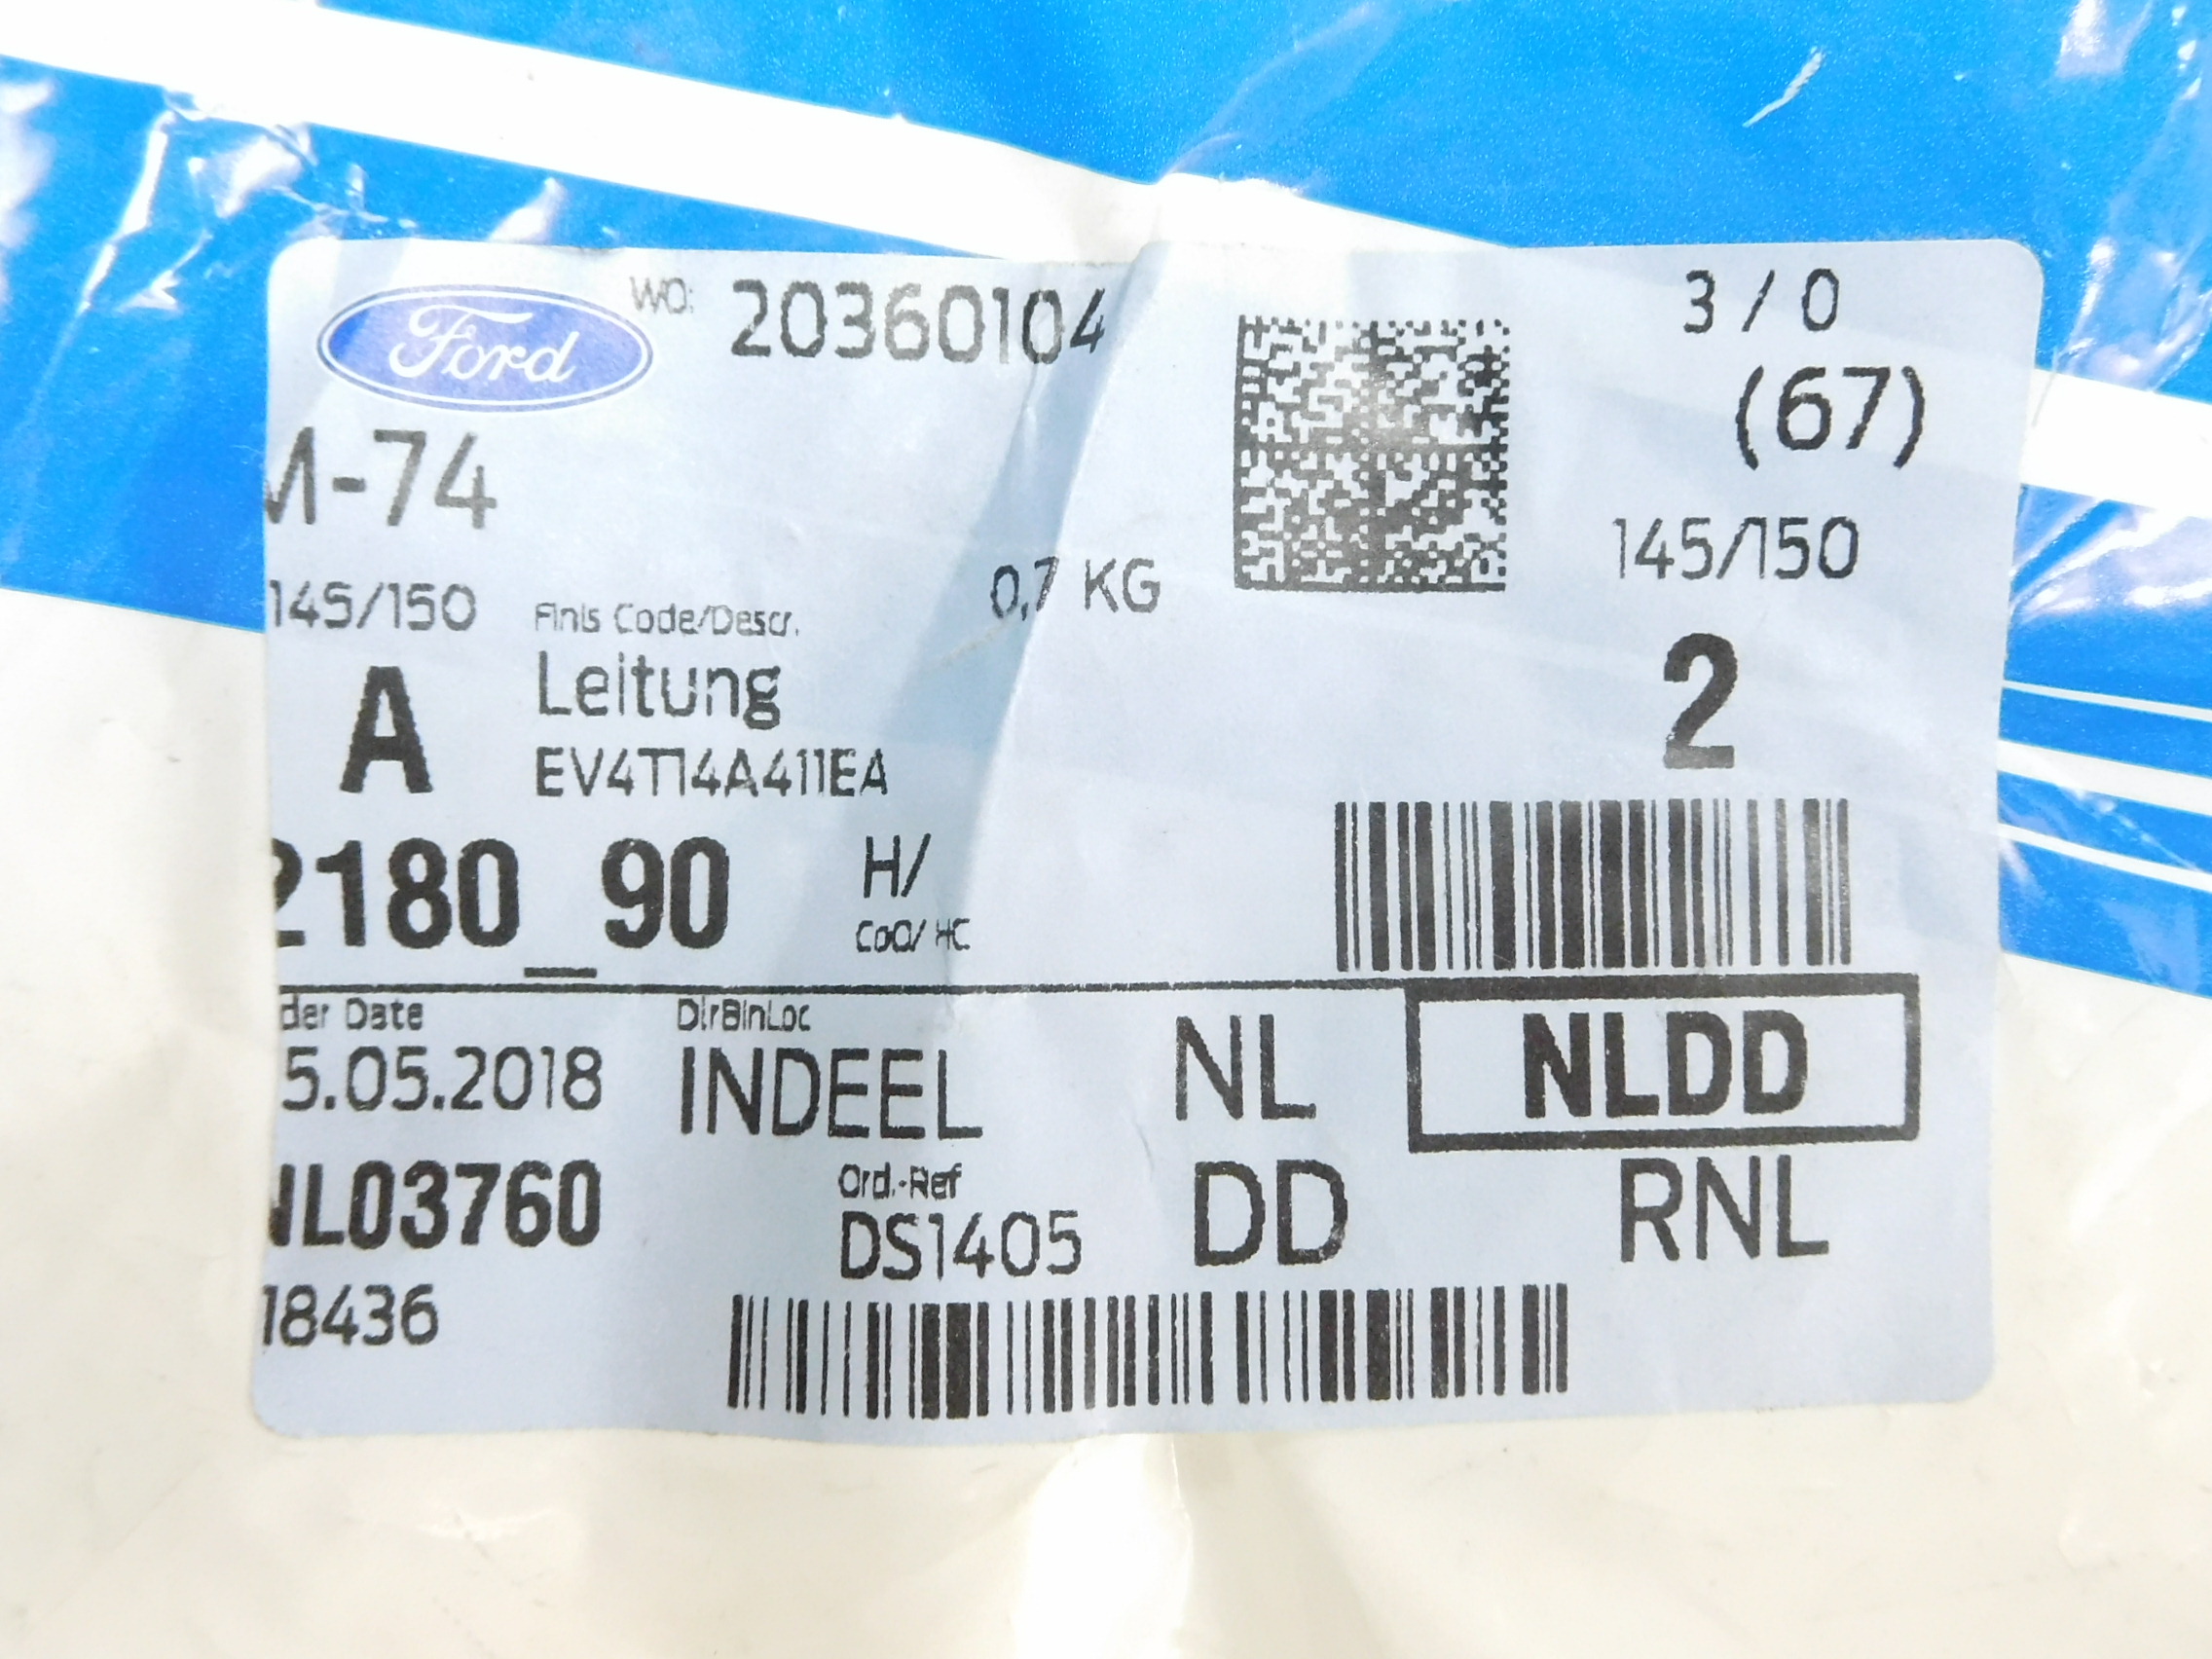 Ford
WO: 20360104
3 / 0
(67)
M-74
145/150
145/150
Finis Code/Descr.
0,7 KG
A
Leitung
2
EV4T14A411EA
2180_90
H/
CoO/ HC
der Date
DirBinLoc
5.05.2018
INDEEL
NL
NLDD
NL03760
Ord.-Ref
DS1405
DD
RNL
18436